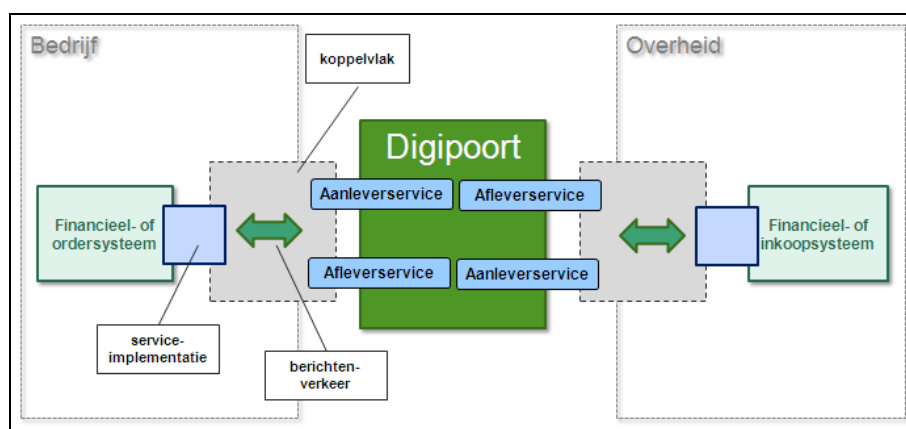 Bedrijf
Overheid
koppelvlak
Digipoort
Aanleverservice
Afleverservice
Financieel- of
ordersysteem
Financieel- of
inkoopsysteem
Afleverservice
Aanleverservice
service-
implementatie
berichten-
verkeer